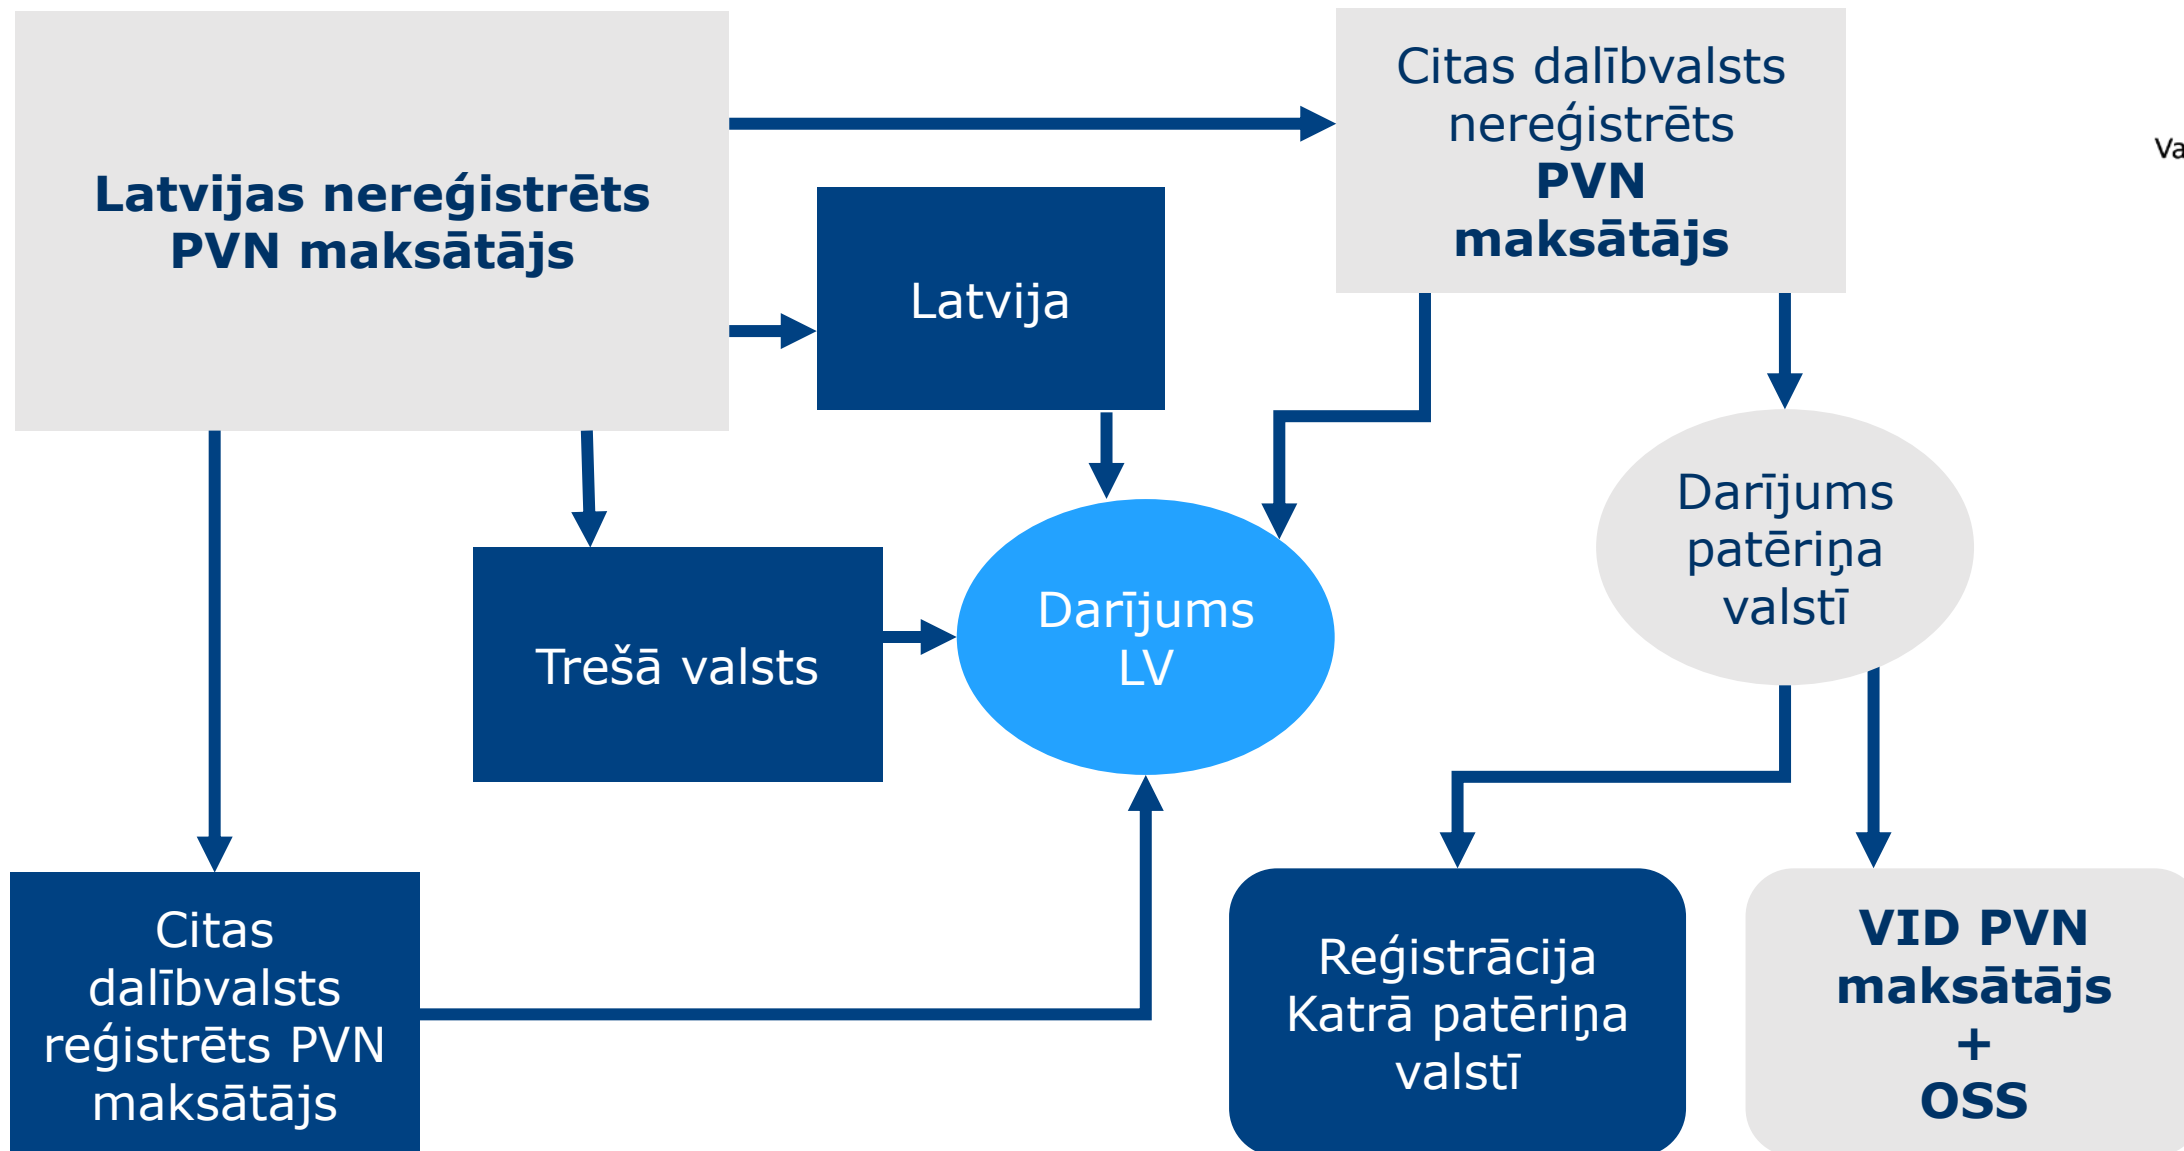 Latvijas nereģistrēts
PVN maksātājs
Citas dalībvalsts
nereģistrēts
PVN
maksātājs
Va
Latvija
Darījums
patēriņa
valstī
Trešā valsts
Darījums
LV
Citas
dalībvalsts
reģistrēts PVN
maksātājs
Reģistrācija
Katrā patēriņa
valstī
VID PVN
maksātājs
+
OSS